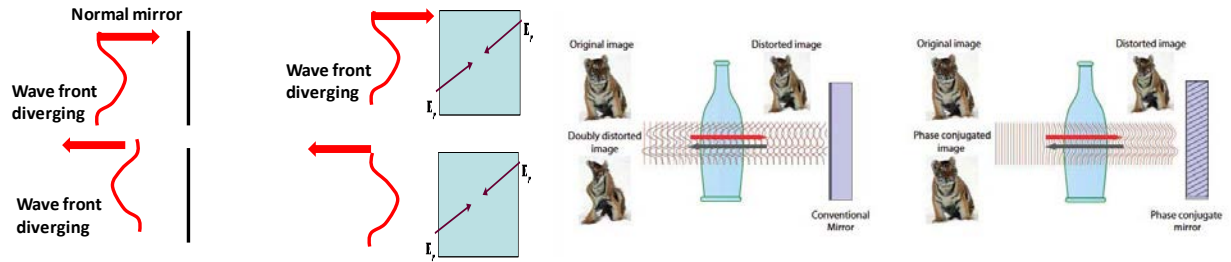 Normal mirror
Wave front
diverging
Wave front
diverging
Wave front
diverging
Original image
Distorted image
Doubly distorted
image
Conventional
Mirror
Original image
Distorted image
Phase conjugated
image
Phase conjugate
mirror